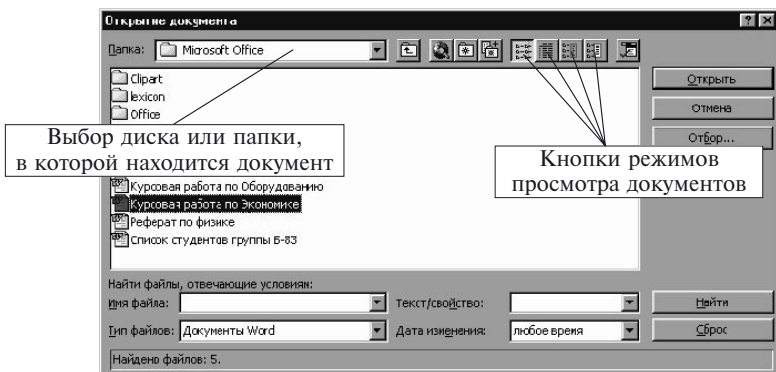 Открытие документа
Папка: Microsoft Office
Clipart
lexicon
Office
Открыть
Отмена
Отбор...
Выбор диска или папки,
в которой находится документ
Кнопки режимов
просмотра документов
Курсовая работа по Оборудованию
Курсовая работа по Экономике
Реферат по физике
Список студентов группы Б-83
Найти файлы, отвечающие условиям:
Имя файла: Текст/свойство: Найти
Тип файлов: Документы Word Дата изменения: любое время Сброс
Найдено файлов: 5.